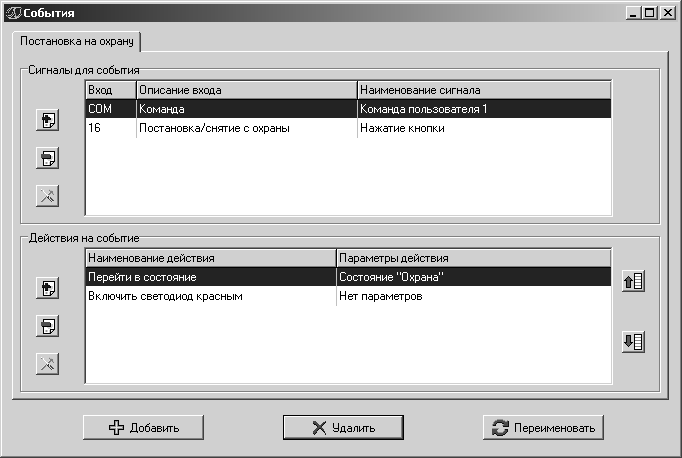 События
Постановка на охрану
Сигналы для события
Вход Описание входа Наименование сигнала
COM Команда Команда пользователя 1
16 Постановка/снятие с охраны Нажатие кнопки
Действия на событие
Наименование действия Параметры действия
Перейти в состояние Состояние "Охрана"
Включить светодиод красным Нет параметров
Добавить Удалить Переименовать